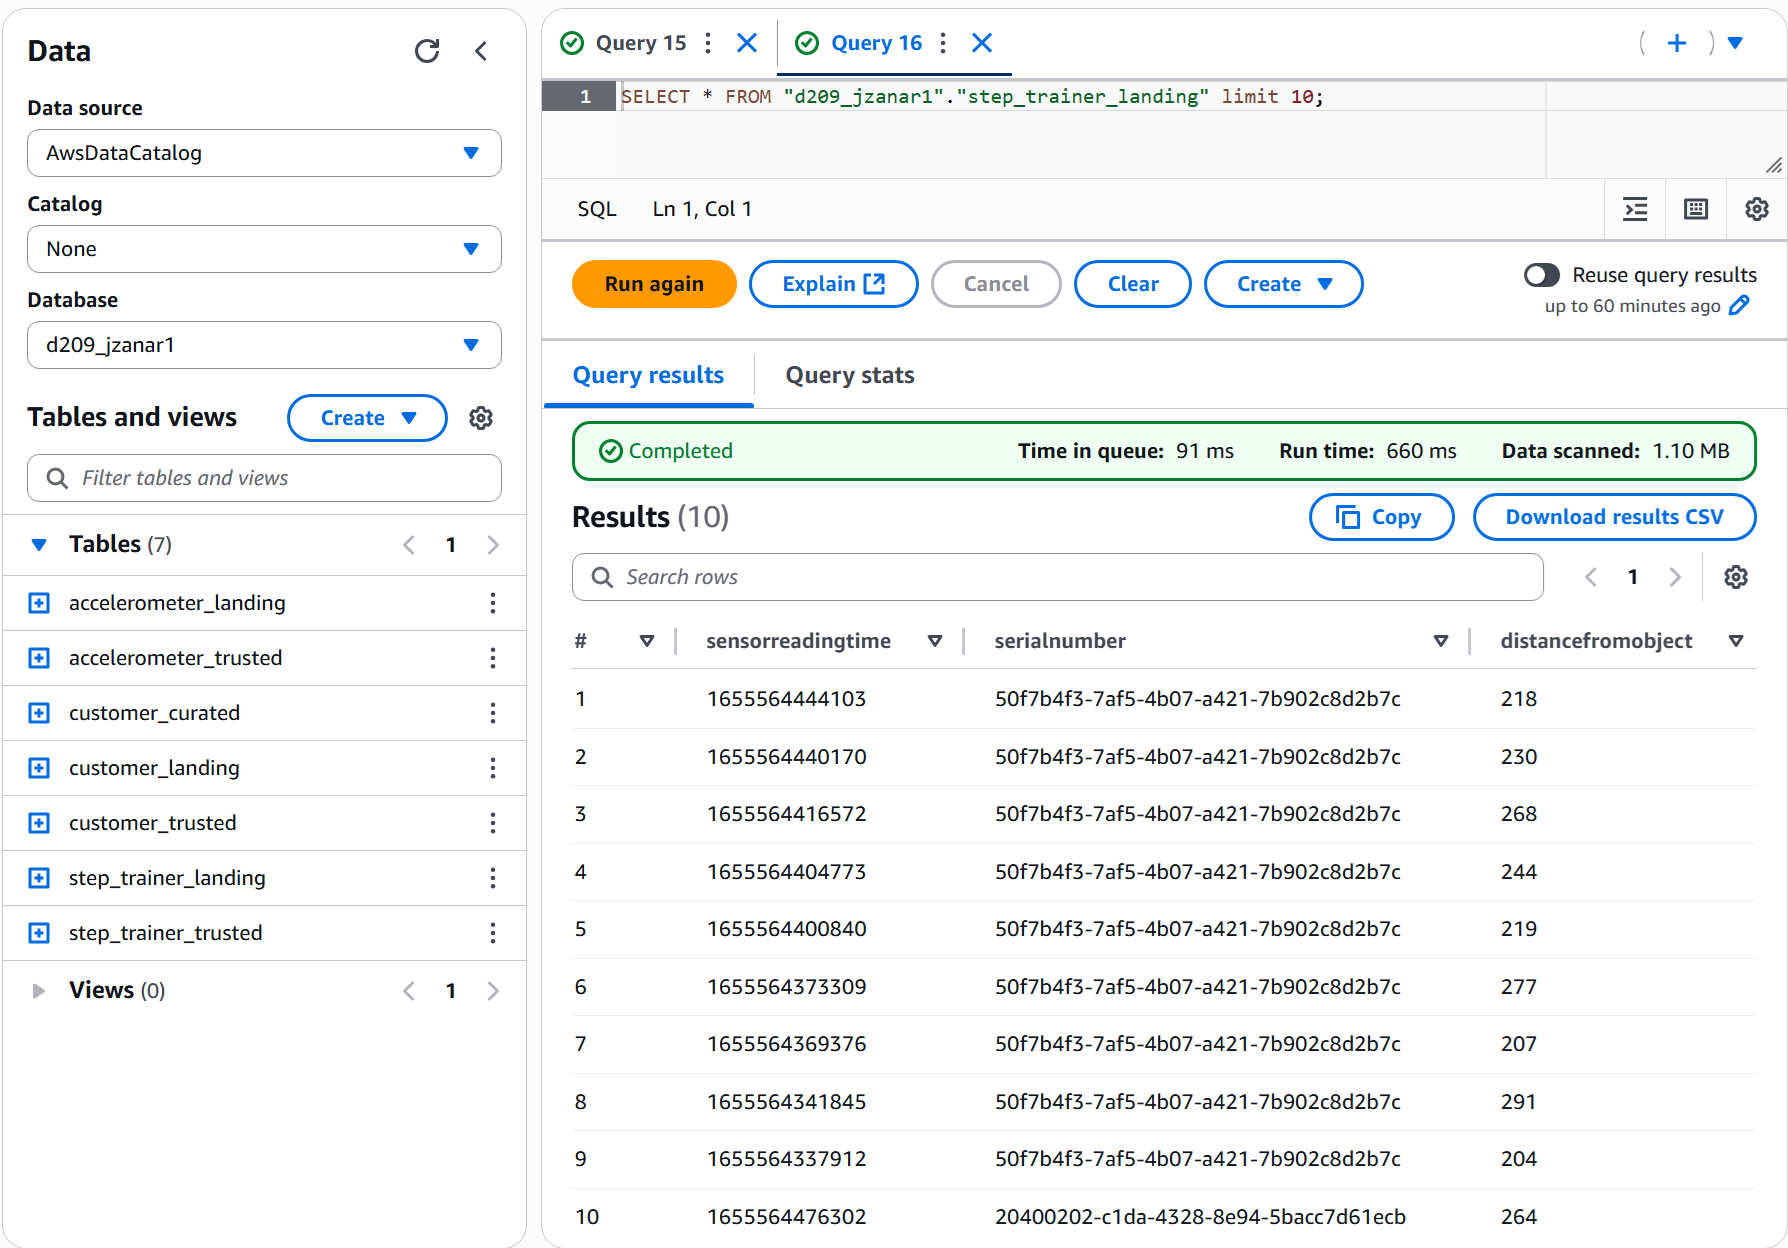 Data
Data source
AwsDataCatalog
Catalog
None
Database
d209_jzanar1
Tables and views
Create
Filter tables and views
Tables (7)
1
accelerometer_landing
accelerometer_trusted
customer_curated
customer_landing
customer_trusted
step_trainer_landing
step_trainer_trusted
Views (0)
1
Query 15
Query 16
1 SELECT * FROM "d209_jzanar1"."step_trainer_landing" limit 10;
SQL Ln 1, Col 1
Run again Explain Cancel Clear Create
Reuse query results
up to 60 minutes ago
Query results Query stats
Completed Time in queue: 91 ms Run time: 660 ms Data scanned: 1.10 MB
Results (10) Copy Download results CSV
Search rows 1
# sensorreadingtime serialnumber distancefromobject
1 1655564444103 50f7b4f3-7af5-4b07-a421-7b902c8d2b7c 218
2 1655564440170 50f7b4f3-7af5-4b07-a421-7b902c8d2b7c 230
3 1655564416572 50f7b4f3-7af5-4b07-a421-7b902c8d2b7c 268
4 1655564404773 50f7b4f3-7af5-4b07-a421-7b902c8d2b7c 244
5 1655564400840 50f7b4f3-7af5-4b07-a421-7b902c8d2b7c 219
6 1655564373309 50f7b4f3-7af5-4b07-a421-7b902c8d2b7c 277
7 1655564369376 50f7b4f3-7af5-4b07-a421-7b902c8d2b7c 207
8 1655564341845 50f7b4f3-7af5-4b07-a421-7b902c8d2b7c 291
9 1655564337912 50f7b4f3-7af5-4b07-a421-7b902c8d2b7c 204
10 1655564476302 20400202-c1da-4328-8e94-5bacc7d61ecb 264